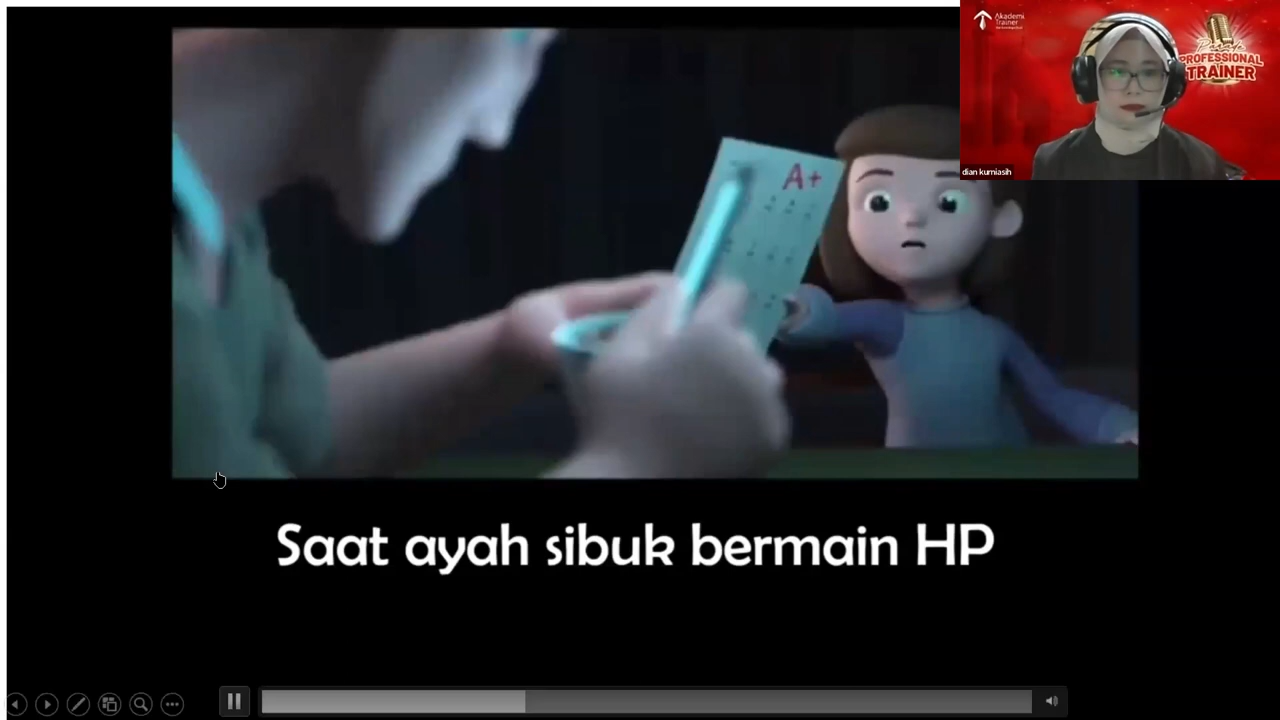 A+
Akademi
Trainer
PROFESSIONAL
TRAINER
dian kurniasih
Saat ayah sibuk bermain HP